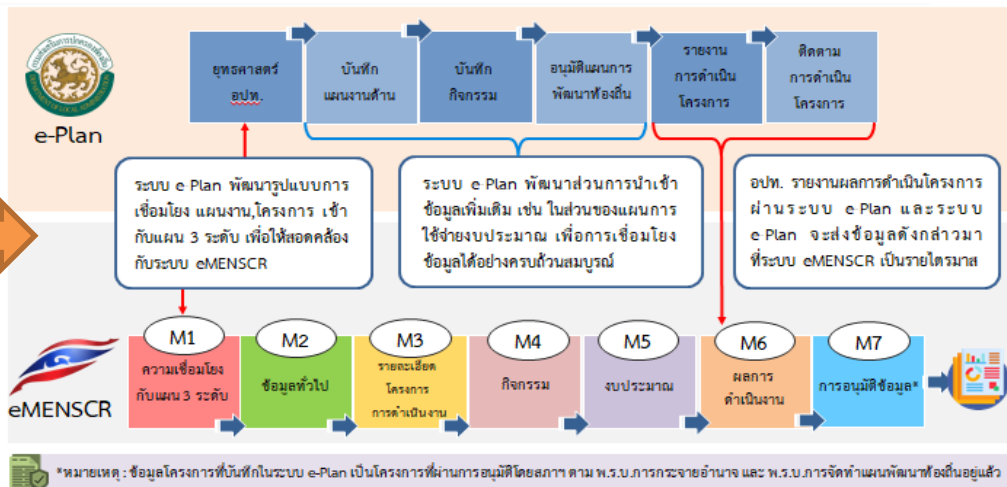 กรมส่งเสริมการปกครองท้องถิ่น
DEPARTMENT OF LOCAL ADMINISTRATION
e-Plan
ยุทธศาสตร์
อปท.
บันทึก
แผนงานด้าน
บันทึก
กิจกรรม
อนุมัติแผนการ
พัฒนาท้องถิ่น
รายงาน
การดำเนิน
โครงการ
ติดตาม
การดำเนิน
โครงการ
ระบบ e Plan พัฒนารูปแบบการ
เชื่อมโยง แผนงาน,โครงการ เข้า
กับแผน 3 ระดับ เพื่อให้สอดคล้อง
กับระบบ eMENSCR
ระบบ e Plan พัฒนาส่วนการนำเข้า
ข้อมูลเพิ่มเติม เช่น ในส่วนของแผนการ
ใช้จ่ายงบประมาณ เพื่อการเชื่อมโยง
ข้อมูลได้อย่างครบถ้วนสมบูรณ์
อปท. รายงานผลการดำเนินโครงการ
ผ่านระบบ e-Plan และระบบ
e-Plan จะส่งข้อมูลดังกล่าวมา
ที่ระบบ eMENSCR เป็นรายไตรมาส
eMENSCR
M1
ความเชื่อมโยง
กับแผน 3 ระดับ
M2
ข้อมูลทั่วไป
M3
รายละเอียด
โครงการ
การดำเนินงาน
M4
กิจกรรม
M5
งบประมาณ
M6
ผลการ
ดำเนินงาน
M7
การอนุมัติข้อมูล*
*หมายเหตุ : ข้อมูลโครงการที่บันทึกในระบบ e-Plan เป็นโครงการที่ผ่านการอนุมัติโดยสภาฯ ตาม พ.ร.บ.การกระจายอำนาจ และ พ.ร.บ.การจัดทำแผนพัฒนาท้องถิ่นอยู่แล้ว